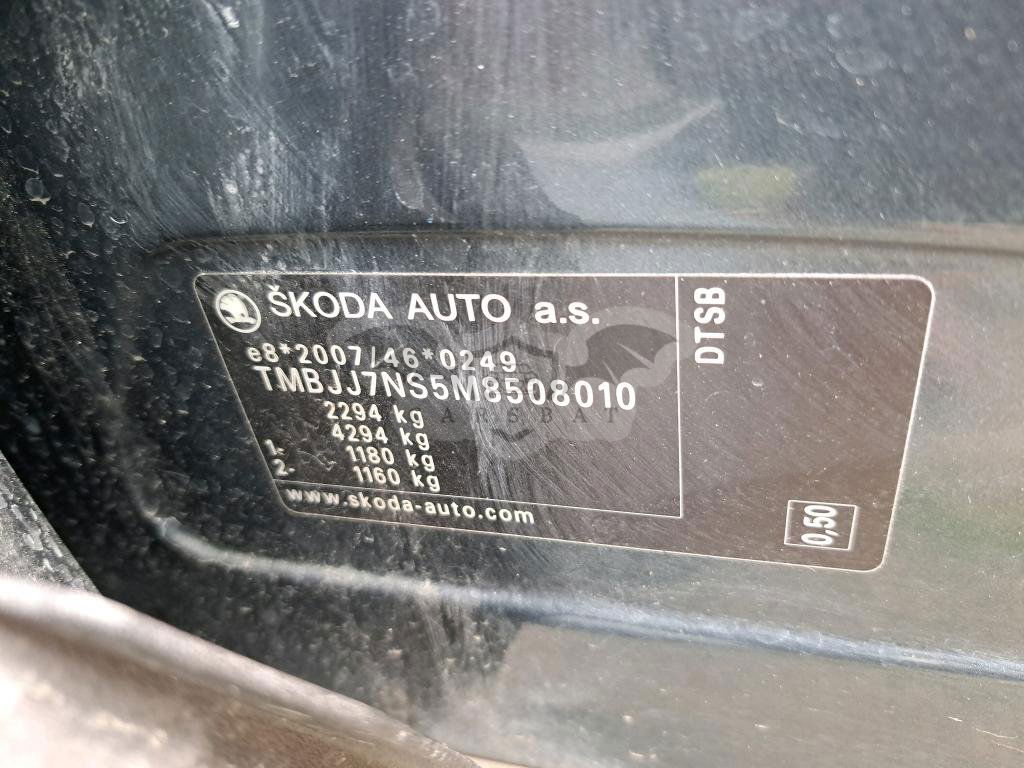 ŠKODA AUTO a.s.
e8*2007/46*0249
TMBJJ7NS5M8508010
2294 kg
4294 kg
1. 1180 kg
2. 1160 kg
www.skoda-auto.com
DTSB
0,50
ARSBAT